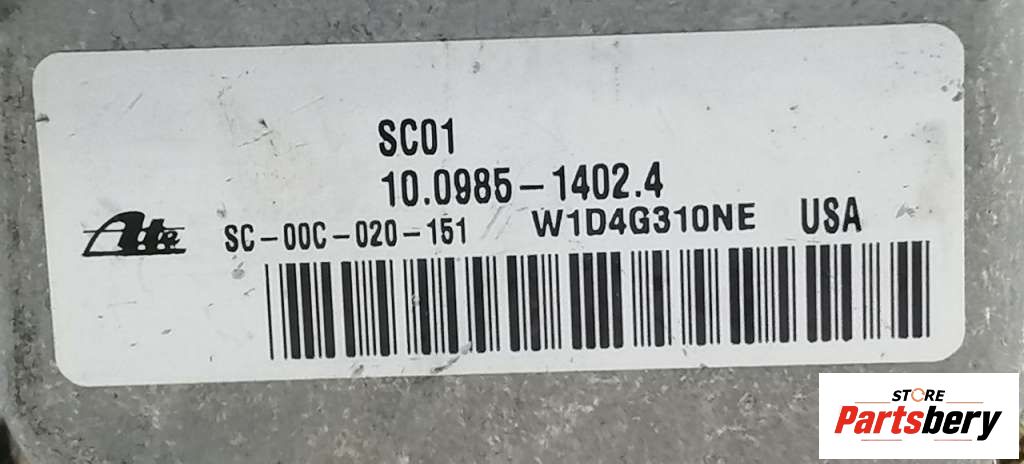 SC01
10.0985-1402.4
Ate
SC-00C-020-151 W1D4G310NE USA
STORE
Partsbery